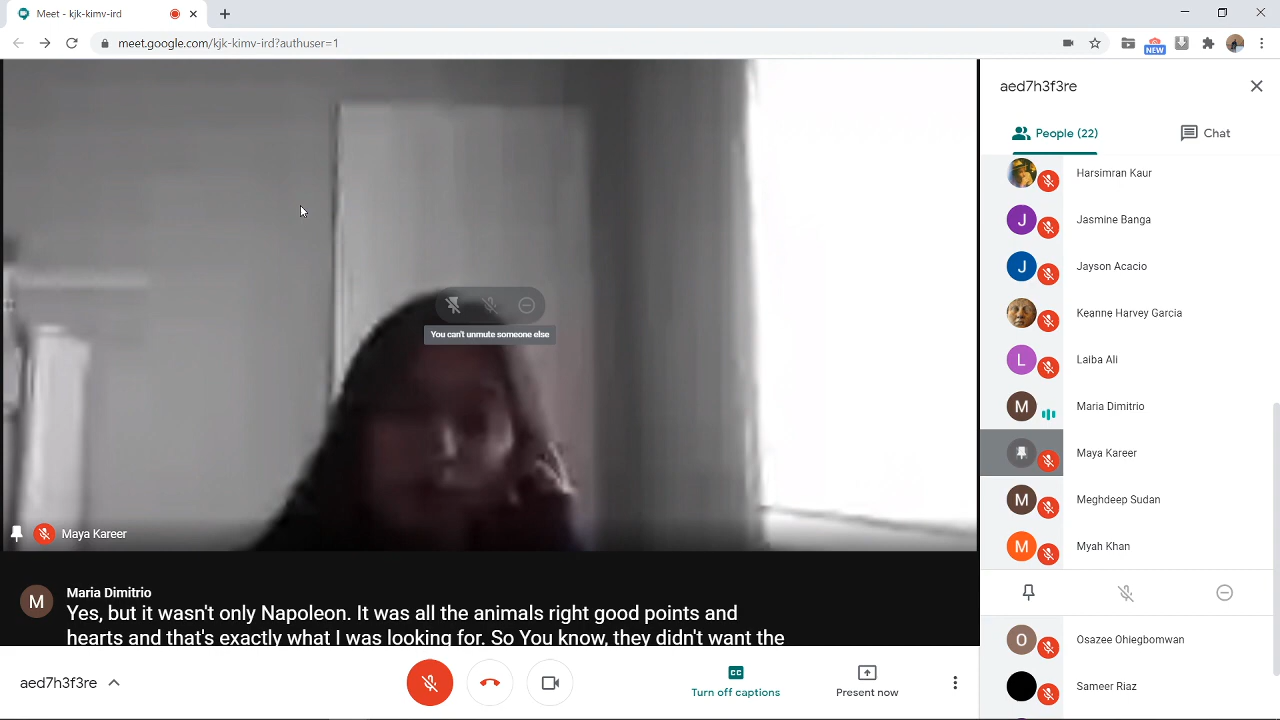 Meet - kjk-kimv-ird
meet.google.com/kjk-kimv-ird?authuser=1
NEW
aed7h3f3re
People (22)
Chat
Harsimran Kaur
J
Jasmine Banga
J
Jayson Acacio
Keanne Harvey Garcia
L
Laiba Ali
M
Maria Dimitrio
Maya Kareer
M
Meghdeep Sudan
M
Myah Khan
O
Osazee Ohiegbomwan
Sameer Riaz
You can't unmute someone else
Maya Kareer
M
Maria Dimitrio
Yes, but it wasn't only Napoleon. It was all the animals right good points and
hearts and that's exactly what I was looking for. So You know, they didn't want the
aed7h3f3re
CC
Turn off captions
Present now